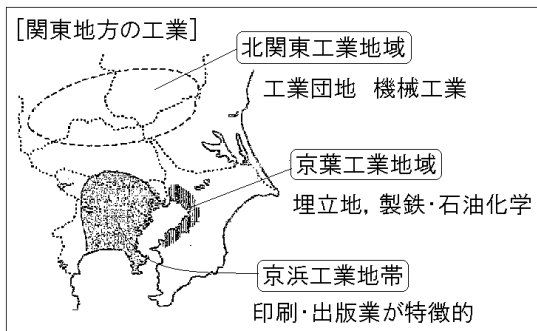 [関東地方の工業]
北関東工業地域
工業団地 機械工業
京葉工業地域
埋立地，製鉄・石油化学
京浜工業地帯
印刷・出版業が特徴的